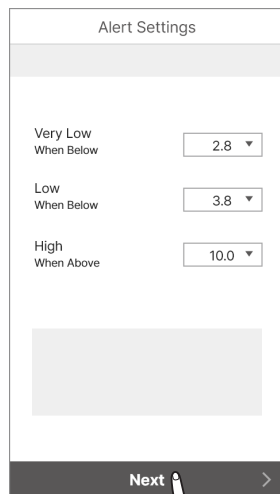 Alert Settings
Very Low
When Below
2.8
Low
When Below
3.8
High
When Above
10.0
Next